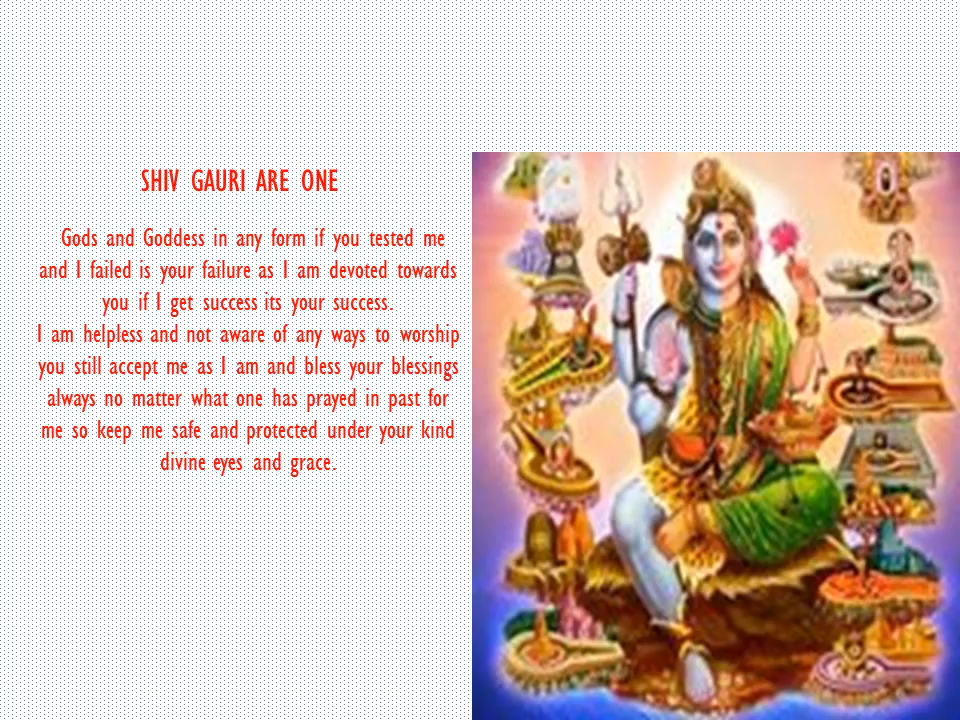 SHIV GAURI ARE ONE
Gods and Goddess in any form if you tested me
and I failed is your failure as I am devoted towards
you if I get success its your success.
I am helpless and not aware of any ways to worship
you still accept me as I am and bless your blessings
always no matter what one has prayed in past for
me so keep me safe and protected under your kind
divine eyes and grace.